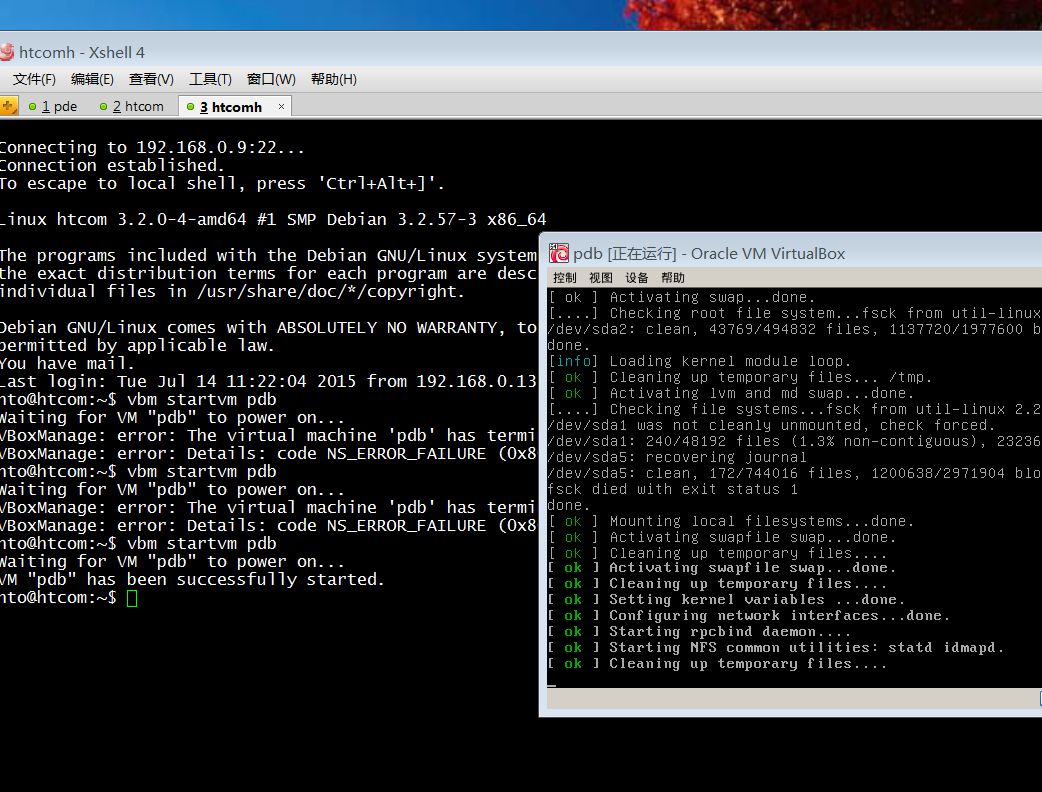 htcomh - Xshell 4
文件(F) 编辑(E) 查看(V) 工具(T) 窗口(W) 帮助(H)
1 pde 2 htcom 3 htcomh ×
Connecting to 192.168.0.9:22...
Connection established.
To escape to local shell, press 'Ctrl+Alt+]'.
Linux htcom 3.2.0-4-amd64 #1 SMP Debian 3.2.57-3 x86_64
The programs included with the Debian GNU/Linux system
the exact distribution terms for each program are desc
individual files in /usr/share/doc/*/copyright.
Debian GNU/Linux comes with ABSOLUTELY NO WARRANTY, to
permitted by applicable law.
You have mail.
Last login: Tue Jul 14 11:22:04 2015 from 192.168.0.13
nto@htcom:~$ vbm startvm pdb
Waiting for VM "pdb" to power on...
VBoxManage: error: The virtual machine 'pdb' has termi
VBoxManage: error: Details: code NS_ERROR_FAILURE (0x8
nto@htcom:~$ vbm startvm pdb
Waiting for VM "pdb" to power on...
VBoxManage: error: The virtual machine 'pdb' has termi
VBoxManage: error: Details: code NS_ERROR_FAILURE (0x8
nto@htcom:~$ vbm startvm pdb
Waiting for VM "pdb" to power on...
VM "pdb" has been successfully started.
nto@htcom:~$
pdb [正在运行] - Oracle VM VirtualBox
控制 视图 设备 帮助
[ ok ] Activating swap...done.
[....] Checking root file system...fsck from util-linux
/dev/sda2: clean, 43769/494832 files, 1137720/1977600 b
done.
[info] Loading kernel module loop.
[ ok ] Cleaning up temporary files... /tmp.
[ ok ] Activating lvm and md swap...done.
[....] Checking file systems...fsck from util-linux 2.2
/dev/sda1 was not cleanly unmounted, check forced.
/dev/sda1: 240/48192 files (1.3% non-contiguous), 23236
/dev/sda5: recovering journal
/dev/sda5: clean, 172/744016 files, 1200638/2971904 blo
fsck died with exit status 1
done.
[ ok ] Mounting local filesystems...done.
[ ok ] Activating swapfile swap...done.
[ ok ] Cleaning up temporary files....
[ ok ] Activating swapfile swap...done.
[ ok ] Cleaning up temporary files....
[ ok ] Setting kernel variables ...done.
[ ok ] Configuring network interfaces...done.
[ ok ] Starting rpcbind daemon....
[ ok ] Starting NFS common utilities: statd idmapd.
[ ok ] Cleaning up temporary files....